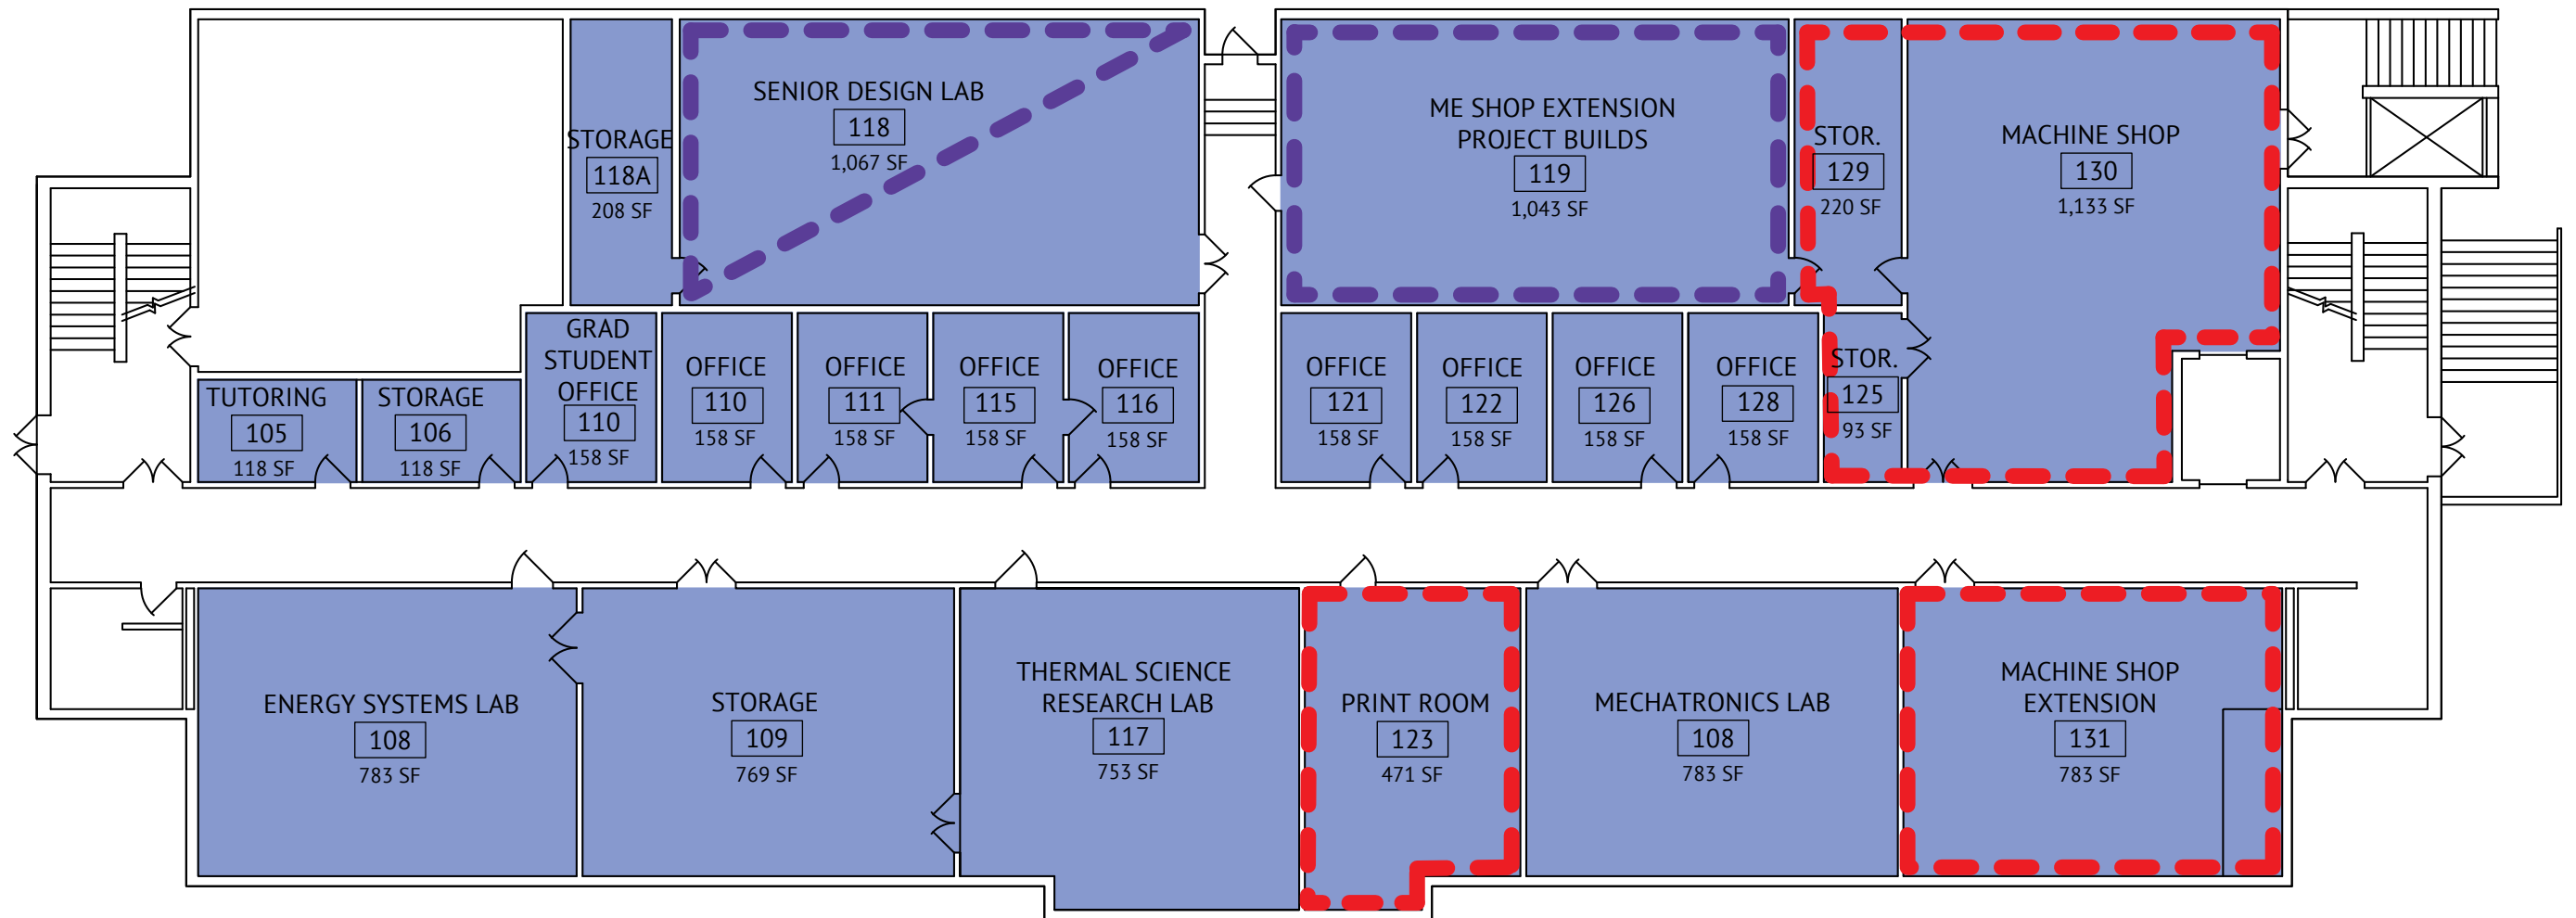 STORAGE
118A
208 SF
SENIOR DESIGN LAB
118
1,067 SF
ME SHOP EXTENSION
PROJECT BUILDS
119
1,043 SF
STOR.
129
220 SF
MACHINE SHOP
130
1,133 SF
TUTORING
105
118 SF
STORAGE
106
118 SF
GRAD
STUDENT
OFFICE
110
158 SF
OFFICE
110
158 SF
OFFICE
111
158 SF
OFFICE
115
158 SF
OFFICE
116
158 SF
OFFICE
121
158 SF
OFFICE
122
158 SF
OFFICE
126
158 SF
OFFICE
128
158 SF
STOR.
125
93 SF
ENERGY SYSTEMS LAB
108
783 SF
STORAGE
109
769 SF
THERMAL SCIENCE
RESEARCH LAB
117
753 SF
PRINT ROOM
123
471 SF
MECHATRONICS LAB
108
783 SF
MACHINE SHOP
EXTENSION
131
783 SF